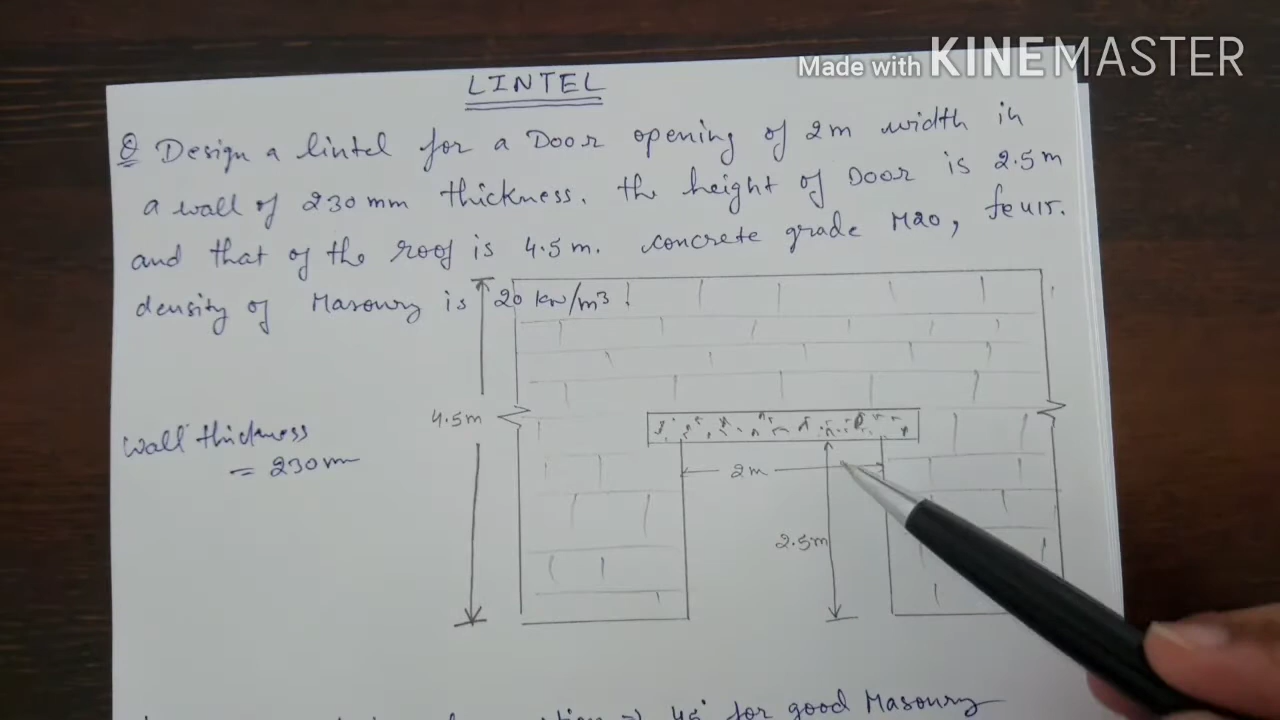 Made with KINEMASTER
LINTEL
Q Design a lintel for a Door opening of 2m width in
a wall of 230mm thickness. the height of Door is 2.5m
and that of the roof is 4.5m. concrete grade M20, fe415.
density of Masonry is 20 kN/m³.
4.5m
wall thickness
= 230mm
2m
2.5m
45° for good Masonry